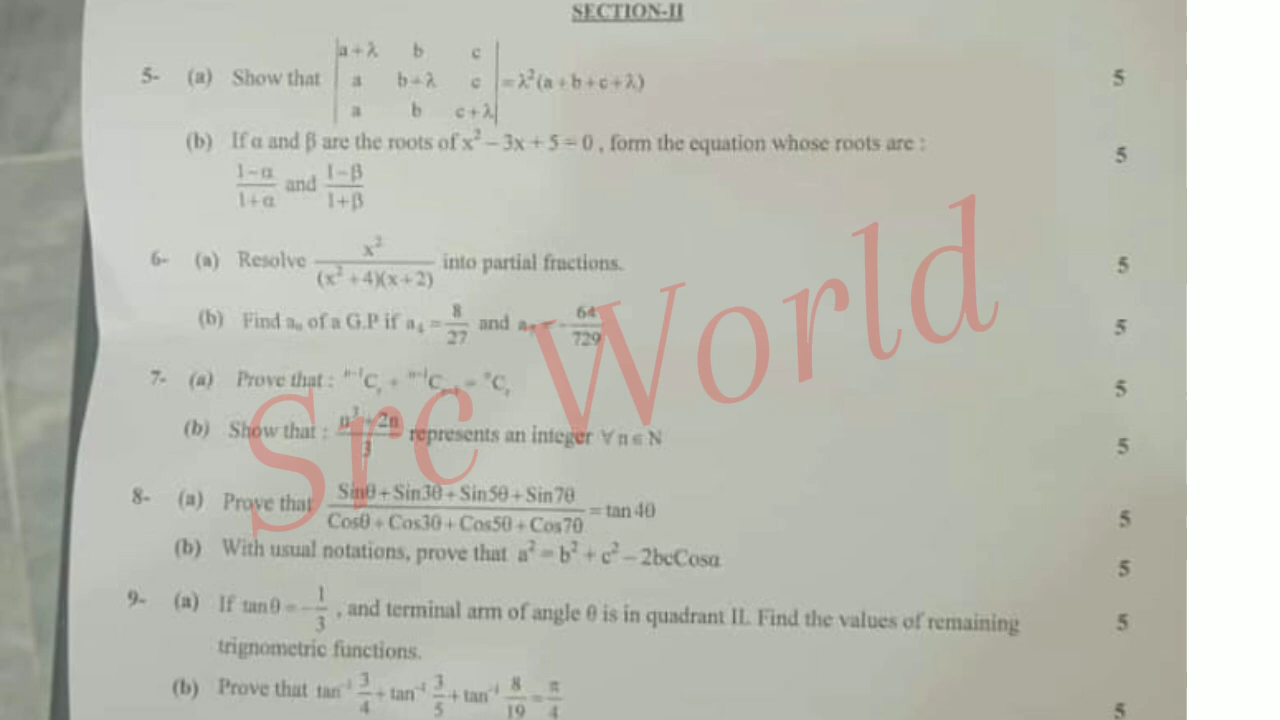 SECTION-II
5- (a) Show that |a+λ b c| = λ²(a+b+c+λ) 5
|a b+λ c|
|a b c+λ|
(b) If α and β are the roots of x² − 3x + 5 = 0, form the equation whose roots are : 5
1−α/1+α and 1−β/1+β
6- (a) Resolve x²/(x²+4)(x+2) into partial fractions. 5
(b) Find aₙ of a G.P if a₄ = 8/27 and a = −64/729 5
7- (a) Prove that : ⁿ⁻¹Cᵣ + ⁿ⁻¹Cᵣ₋₁ = ⁿCᵣ 5
(b) Show that : n³+2n/3 represents an integer ∀ n ∈ N 5
8- (a) Prove that Sinθ+Sin3θ+Sin5θ+Sin7θ/Cosθ+Cos3θ+Cos5θ+Cos7θ = tan 4θ 5
(b) With usual notations, prove that a² = b² + c² − 2bcCosα 5
9- (a) If tanθ = −1/3, and terminal arm of angle θ is in quadrant II. Find the values of remaining 5
trignometric functions.
(b) Prove that tan⁻¹ 3/4 + tan⁻¹ 3/5 + tan⁻¹ 8/19 = π/4 5
Src World